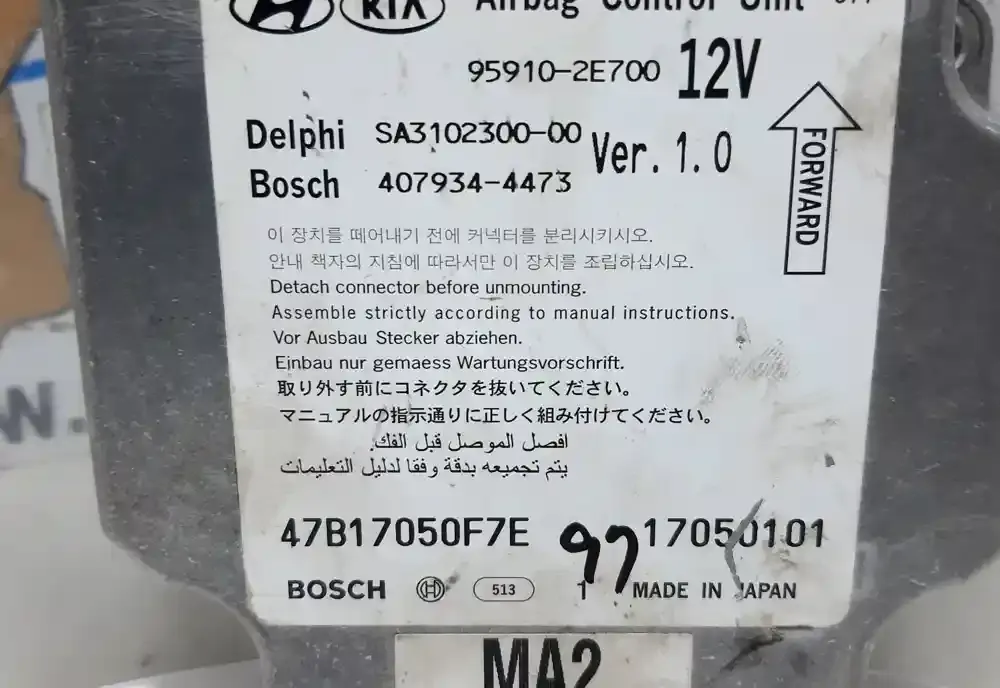 KIA Airbag Control Unit
95910-2E700 12V
Delphi SA3102300-00
Bosch 407934-4473
Ver. 1.0
FORWARD
이 장치를 떼어내기 전에 커넥터를 분리시키시오.
안내 책자의 지침에 따라서만 이 장치를 조립하십시오.
Detach connector before unmounting.
Assemble strictly according to manual instructions.
Vor Ausbau Stecker abziehen.
Einbau nur gemaess Wartungsvorschrift.
取り外す前にコネクタを抜いてください。
マニュアルの指示通りに正しく組み付けてください。
افصل الموصل قبل الفك.
يتم تجميعه بدقة وفقا لدليل التعليمات
47B17050F7E 97 17050101
BOSCH 513 1 MADE IN JAPAN
MA2
W.